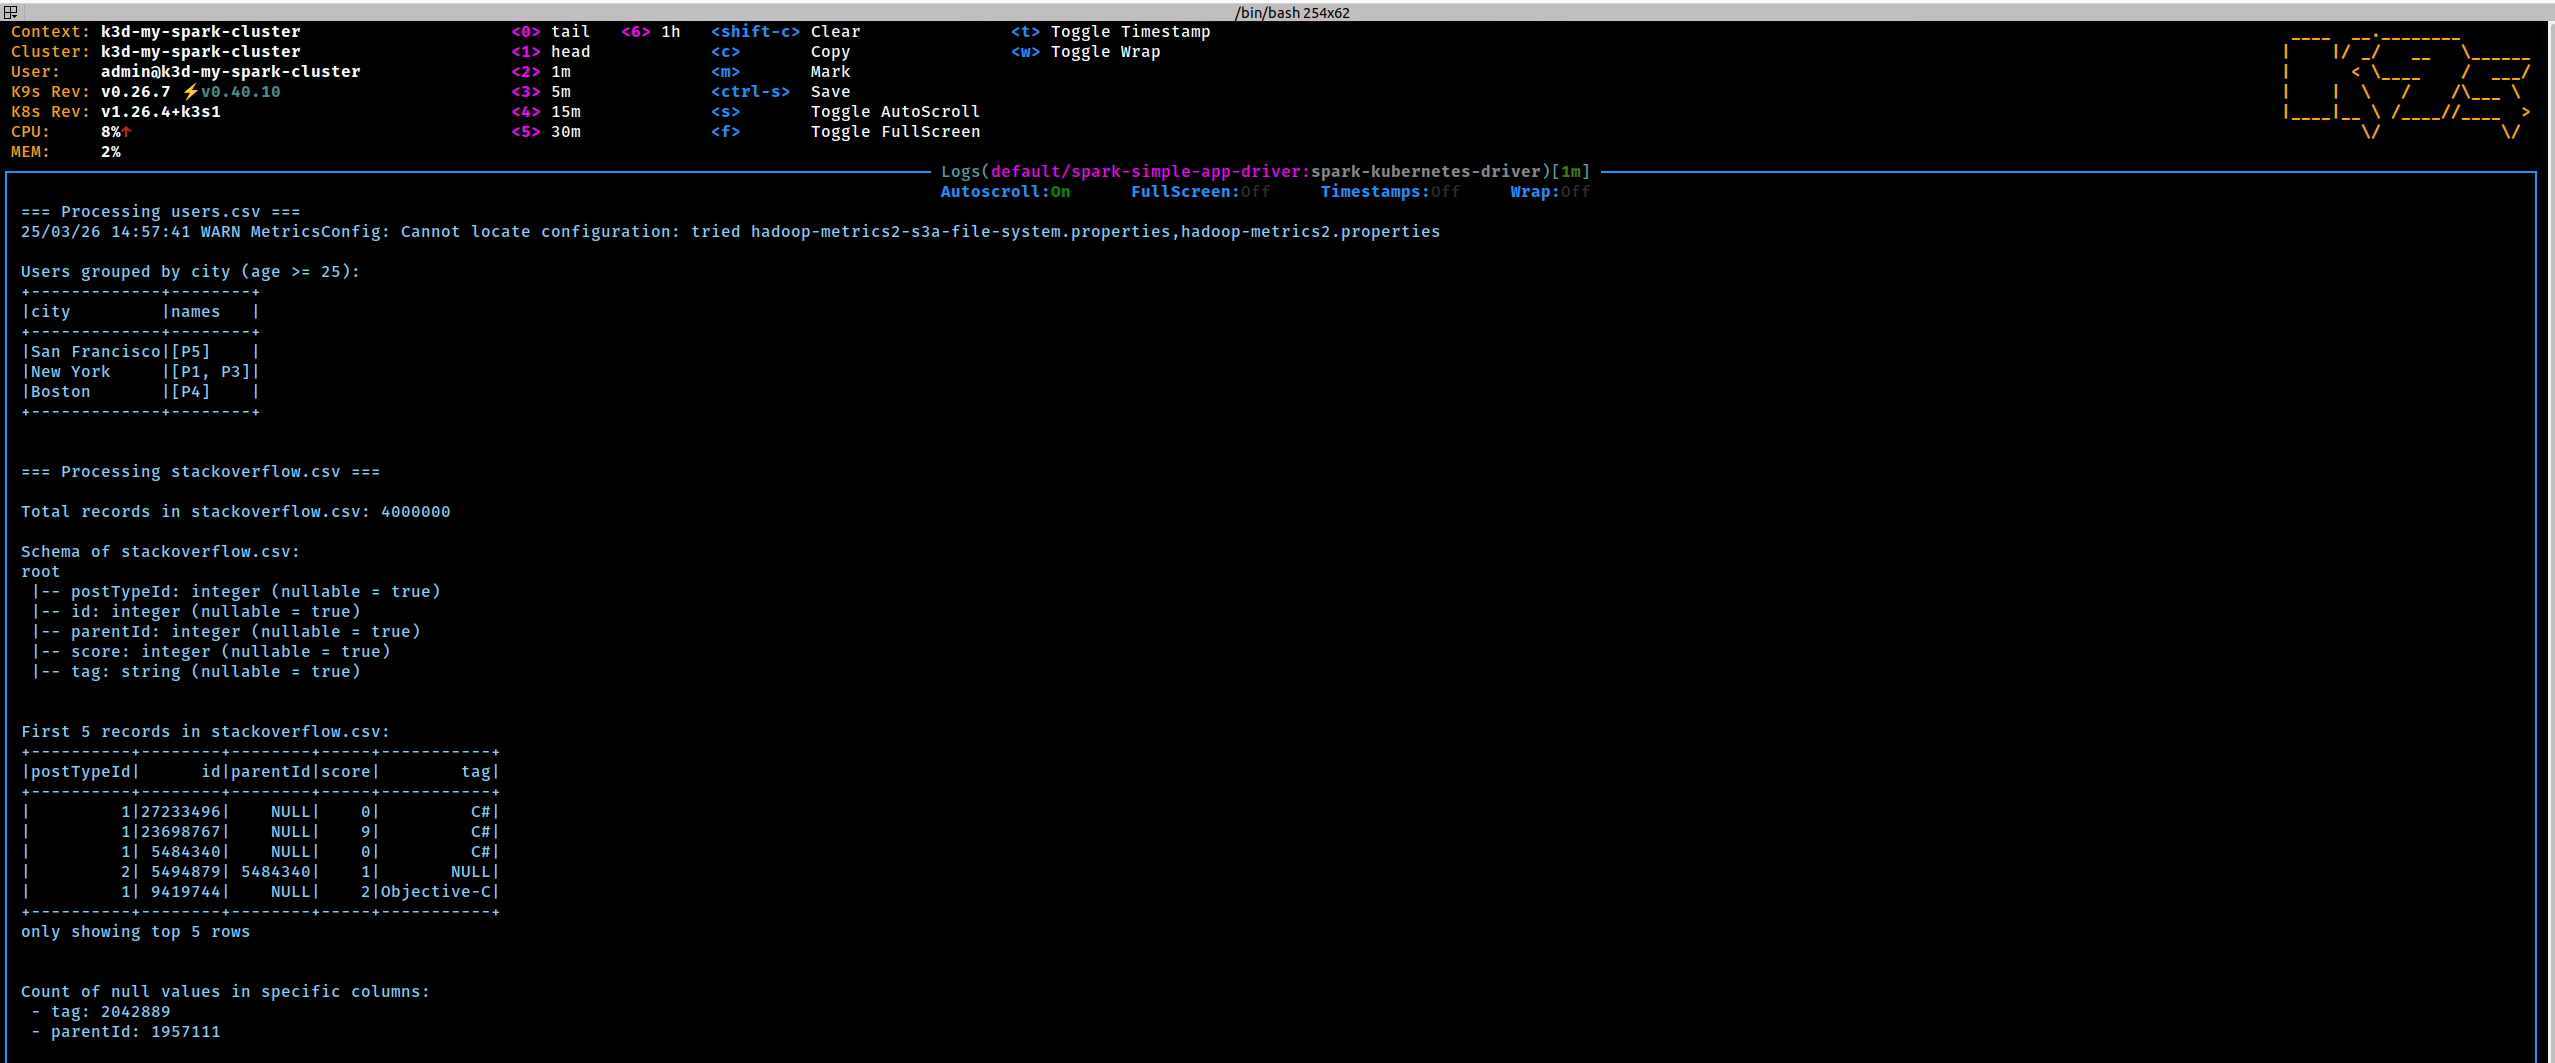 /bin/bash 254x62
Context: k3d-my-spark-cluster <0> tail <6> 1h <shift-c> Clear <t> Toggle Timestamp
Cluster: k3d-my-spark-cluster <1> head <c> Copy <w> Toggle Wrap
User: admin@k3d-my-spark-cluster <2> 1m <m> Mark
K9s Rev: v0.26.7 ⚡v0.40.10 <3> 5m <ctrl-s> Save
K8s Rev: v1.26.4+k3s1 <4> 15m <s> Toggle AutoScroll
CPU: 8%↑ <5> 30m <f> Toggle FullScreen
MEM: 2%
Logs(default/spark-simple-app-driver:spark-kubernetes-driver)[1m]
Autoscroll:On FullScreen:Off Timestamps:Off Wrap:Off
=== Processing users.csv ===
25/03/26 14:57:41 WARN MetricsConfig: Cannot locate configuration: tried hadoop-metrics2-s3a-file-system.properties,hadoop-metrics2.properties
Users grouped by city (age >= 25):
+-------------+--------+
|city         |names   |
+-------------+--------+
|San Francisco|[P5]    |
|New York     |[P1, P3]|
|Boston       |[P4]    |
+-------------+--------+
=== Processing stackoverflow.csv ===
Total records in stackoverflow.csv: 4000000
Schema of stackoverflow.csv:
root
 |-- postTypeId: integer (nullable = true)
 |-- id: integer (nullable = true)
 |-- parentId: integer (nullable = true)
 |-- score: integer (nullable = true)
 |-- tag: string (nullable = true)
First 5 records in stackoverflow.csv:
+----------+--------+--------+-----+-----------+
|postTypeId|      id|parentId|score|        tag|
+----------+--------+--------+-----+-----------+
|         1|27233496|    NULL|    0|         C#|
|         1|23698767|    NULL|    9|         C#|
|         1| 5484340|    NULL|    0|         C#|
|         2| 5494879| 5484340|    1|       NULL|
|         1| 9419744|    NULL|    2|Objective-C|
+----------+--------+--------+-----+-----------+
only showing top 5 rows
Count of null values in specific columns:
 - tag: 2042889
 - parentId: 1957111